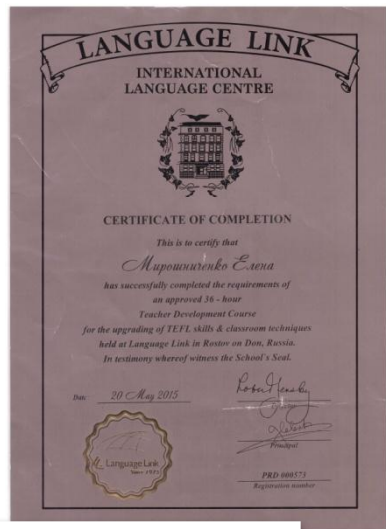 LANGUAGE LINK
INTERNATIONAL
LANGUAGE CENTRE
CERTIFICATE OF COMPLETION
This is to certify that
Мирошниченко Елена
has successfully completed the requirements of
an approved 36 - hour
Teacher Development Course
for the upgrading of TEFL skills & classroom techniques
held at Language Link in Rostov on Don, Russia.
In testimony whereof witness the School's Seal.
Date 20 May 2015
Principal
Language Link
Since 1975
PRD 000573
Registration number